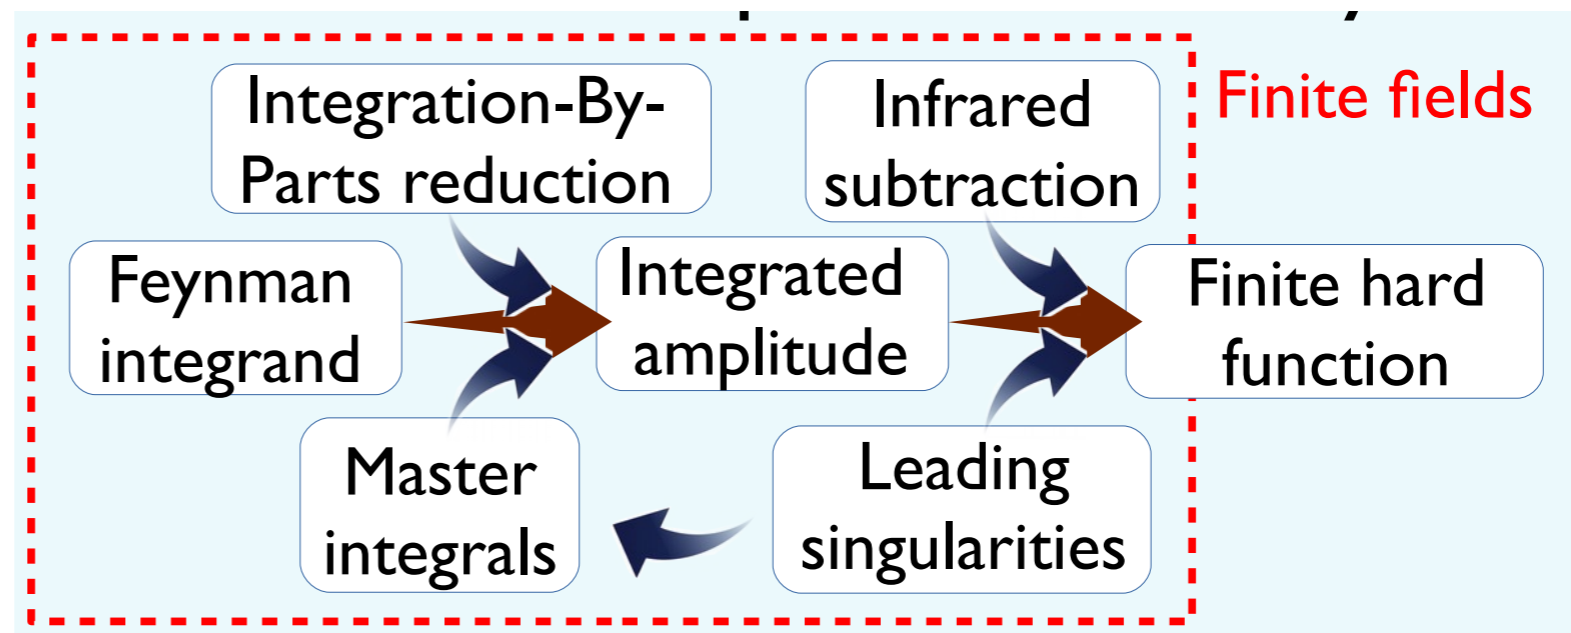 Integration-By-
Parts reduction
Infrared
subtraction
Finite fields
Feynman
integrand
Integrated
amplitude
Finite hard
function
Master
integrals
Leading
singularities